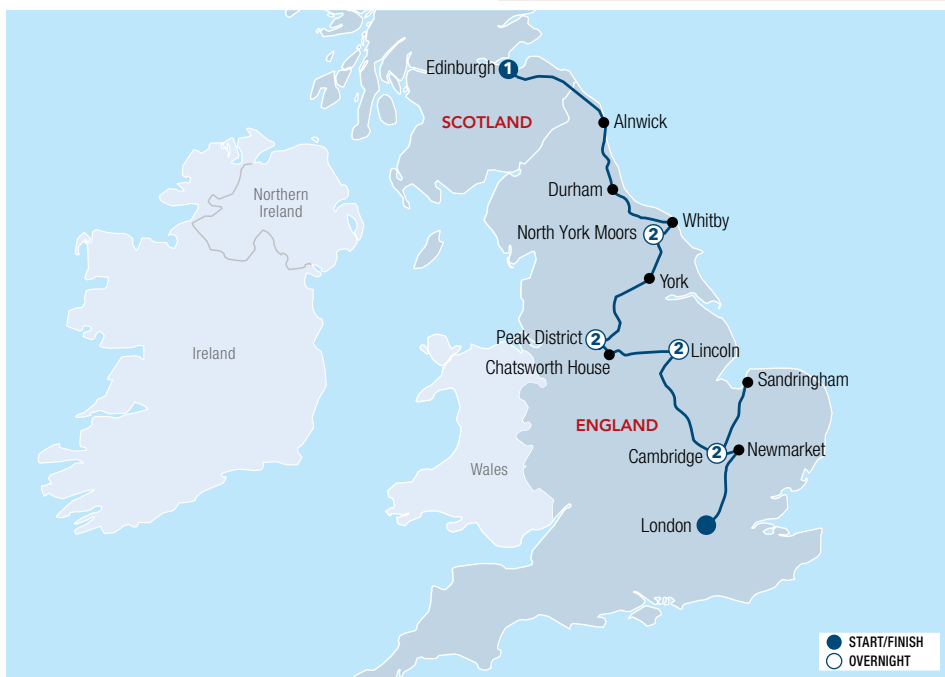 Edinburgh
1
SCOTLAND
Alnwick
Northern
Ireland
Durham
Whitby
North York Moors
2
York
Peak District
2
2
Lincoln
Ireland
Chatsworth House
Sandringham
ENGLAND
Cambridge
2
Newmarket
Wales
London
START/FINISH
OVERNIGHT